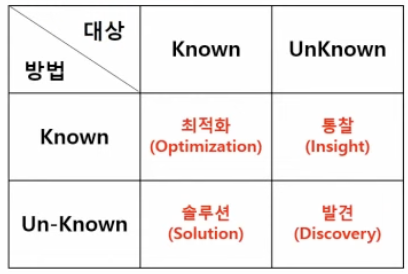 대상
방법
Known
UnKnown
Known
최적화
(Optimization)
통찰
(Insight)
Un-Known
솔루션
(Solution)
발견
(Discovery)